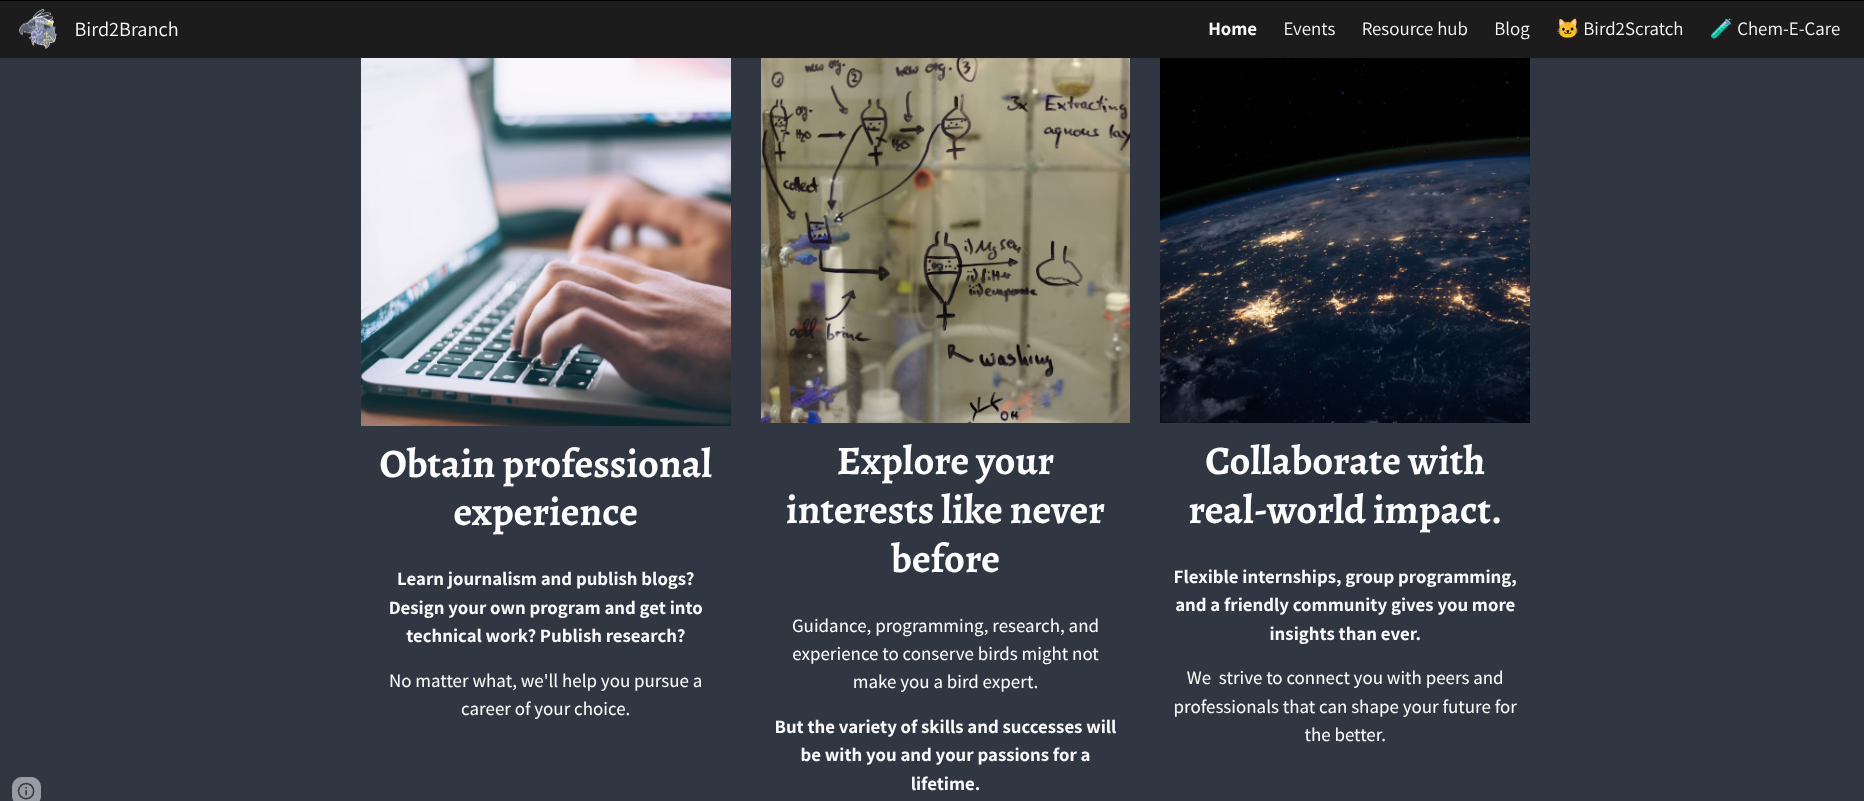 Bird2Branch
Home Events Resource hub Blog Bird2Scratch Chem-E-Care
new org. new org.
① ② ③
org.
H2O H2O
3x Extracting
aqueous lay
collect
i) MgSO4
ii) filter
iii) evaporate
add brine
R washing
OH
Obtain professional
experience
Learn journalism and publish blogs?
Design your own program and get into
technical work? Publish research?
No matter what, we'll help you pursue a
career of your choice.
Explore your
interests like never
before
Guidance, programming, research, and
experience to conserve birds might not
make you a bird expert.
But the variety of skills and successes will
be with you and your passions for a
lifetime.
Collaborate with
real-world impact.
Flexible internships, group programming,
and a friendly community gives you more
insights than ever.
We strive to connect you with peers and
professionals that can shape your future for
the better.